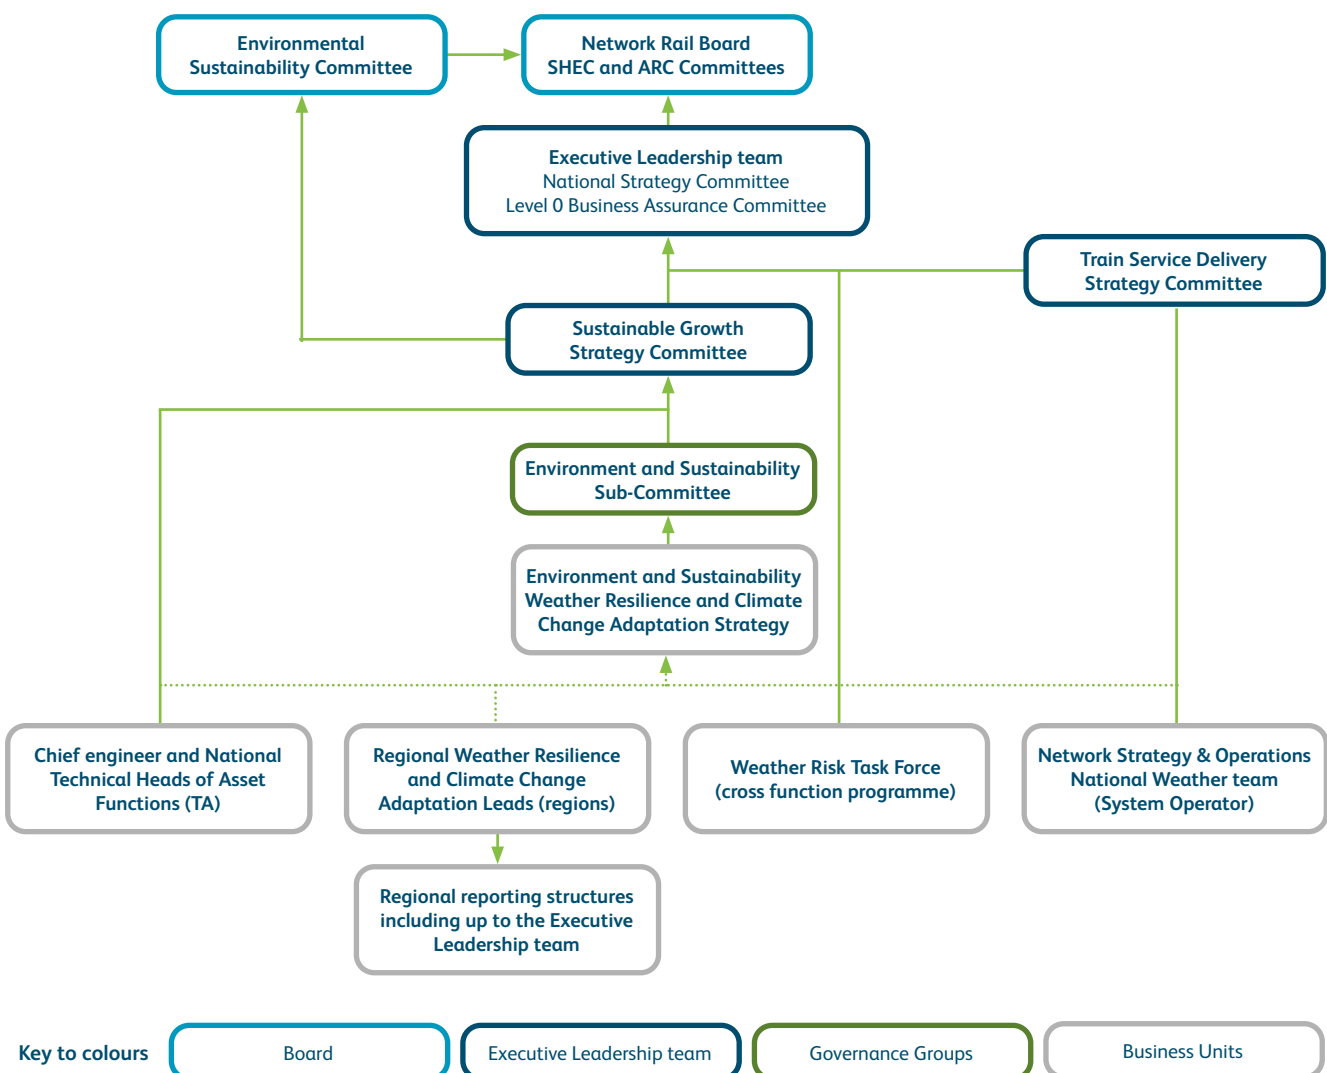 Environmental
Sustainability Committee
Network Rail Board
SHEC and ARC Committees
Executive Leadership team
National Strategy Committee
Level 0 Business Assurance Committee
Train Service Delivery
Strategy Committee
Sustainable Growth
Strategy Committee
Environment and Sustainability
Sub-Committee
Environment and Sustainability
Weather Resilience and Climate
Change Adaptation Strategy
Chief engineer and National
Technical Heads of Asset
Functions (TA)
Regional Weather Resilience
and Climate Change
Adaptation Leads (regions)
Weather Risk Task Force
(cross function programme)
Network Strategy & Operations
National Weather team
(System Operator)
Regional reporting structures
including up to the Executive
Leadership team
Key to colours
Board
Executive Leadership team
Governance Groups
Business Units